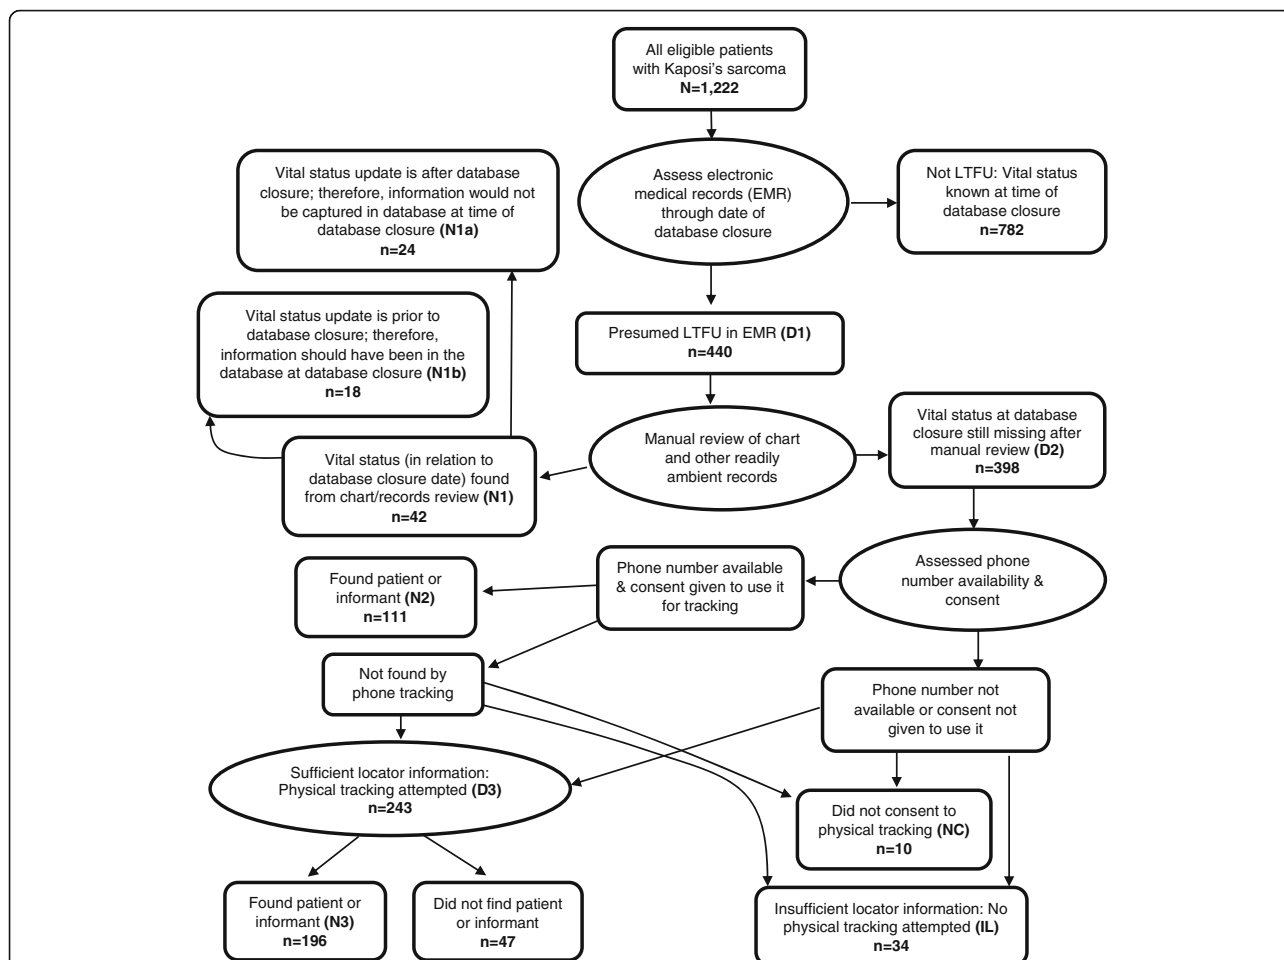 All eligible patients
with Kaposi's sarcoma
N=1,222
Assess electronic
medical records (EMR)
through date of
database closure
Not LTFU: Vital status
known at time of
database closure
n=782
Vital status update is after database
closure; therefore, information would not
be captured in database at time of
database closure (N1a)
n=24
Vital status update is prior to
database closure; therefore,
information should have been in the
database at database closure (N1b)
n=18
Presumed LTFU in EMR (D1)
n=440
Manual review of chart
and other readily
ambient records
Vital status at database
closure still missing after
manual review (D2)
n=398
Vital status (in relation to
database closure date) found
from chart/records review (N1)
n=42
Assessed phone
number availability &
consent
Phone number available
& consent given to use it
for tracking
Found patient or
informant (N2)
n=111
Not found by
phone tracking
Phone number not
available or consent not
given to use it
Sufficient locator information:
Physical tracking attempted (D3)
n=243
Did not consent to
physical tracking (NC)
n=10
Found patient or
informant (N3)
n=196
Did not find patient
or informant
n=47
Insufficient locator information: No
physical tracking attempted (IL)
n=34